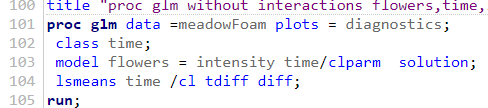 100 title "proc glm without interactions flowers,time,
101 proc glm data =meadowFoam plots = diagnostics;
102 class time;
103 model flowers = intensity time/clparm solution;
104 lsmeans time /cl tdiff diff;
105 run;